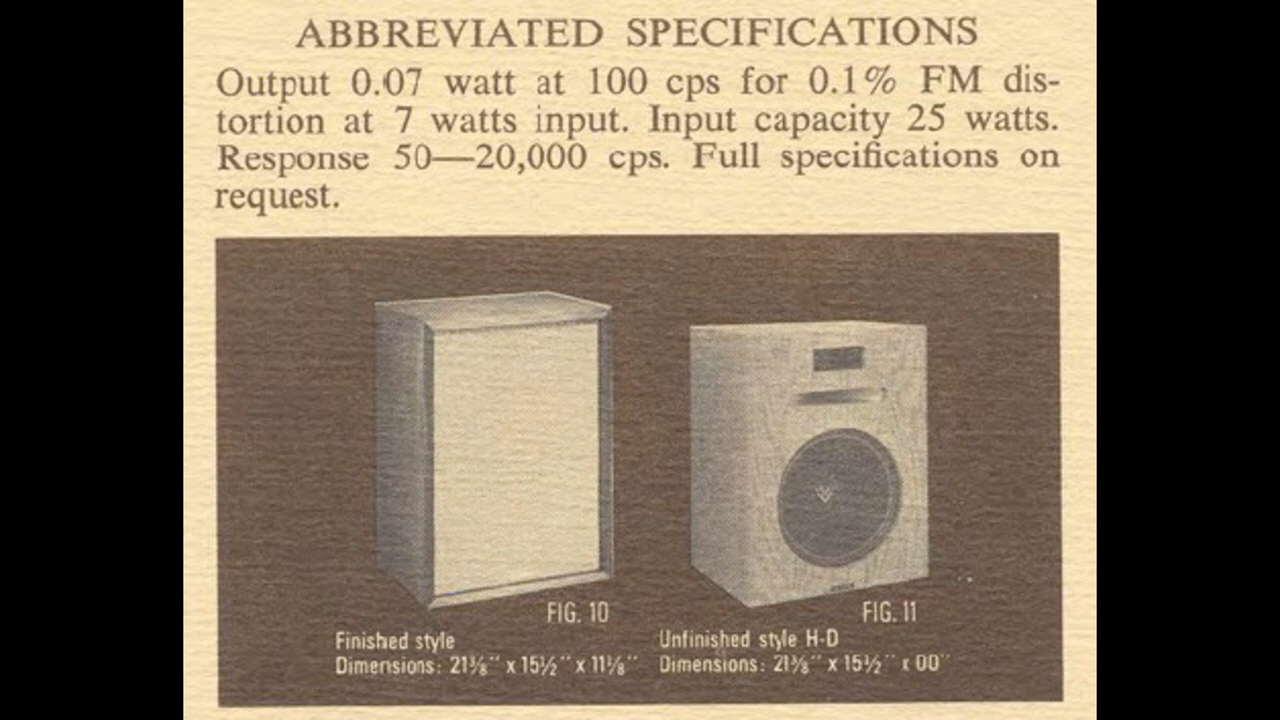 ABBREVIATED SPECIFICATIONS
Output 0.07 watt at 100 cps for 0.1% FM dis-
tortion at 7 watts input. Input capacity 25 watts.
Response 50—20,000 cps. Full specifications on
request.
FIG. 10
Finished style
Dimensions: 21⅜" x 15½" x 11⅛"
FIG. 11
Unfinished style H-D
Dimensions: 21⅜" x 15½" x 00"